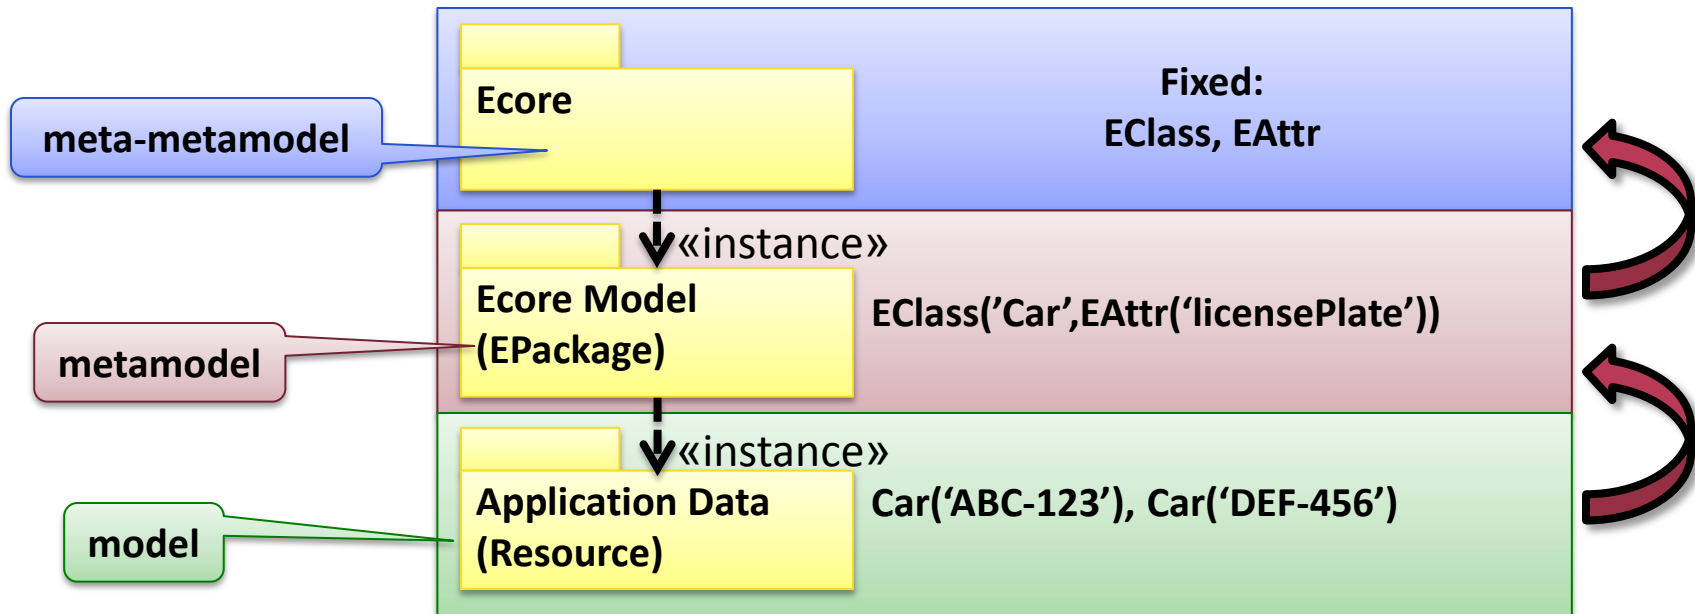 Ecore
Fixed:
EClass, EAttr
meta-metamodel
«instance»
Ecore Model
(EPackage)
EClass(’Car’,EAttr(‘licensePlate’))
metamodel
«instance»
Application Data
(Resource)
Car(‘ABC-123’), Car(‘DEF-456’)
model